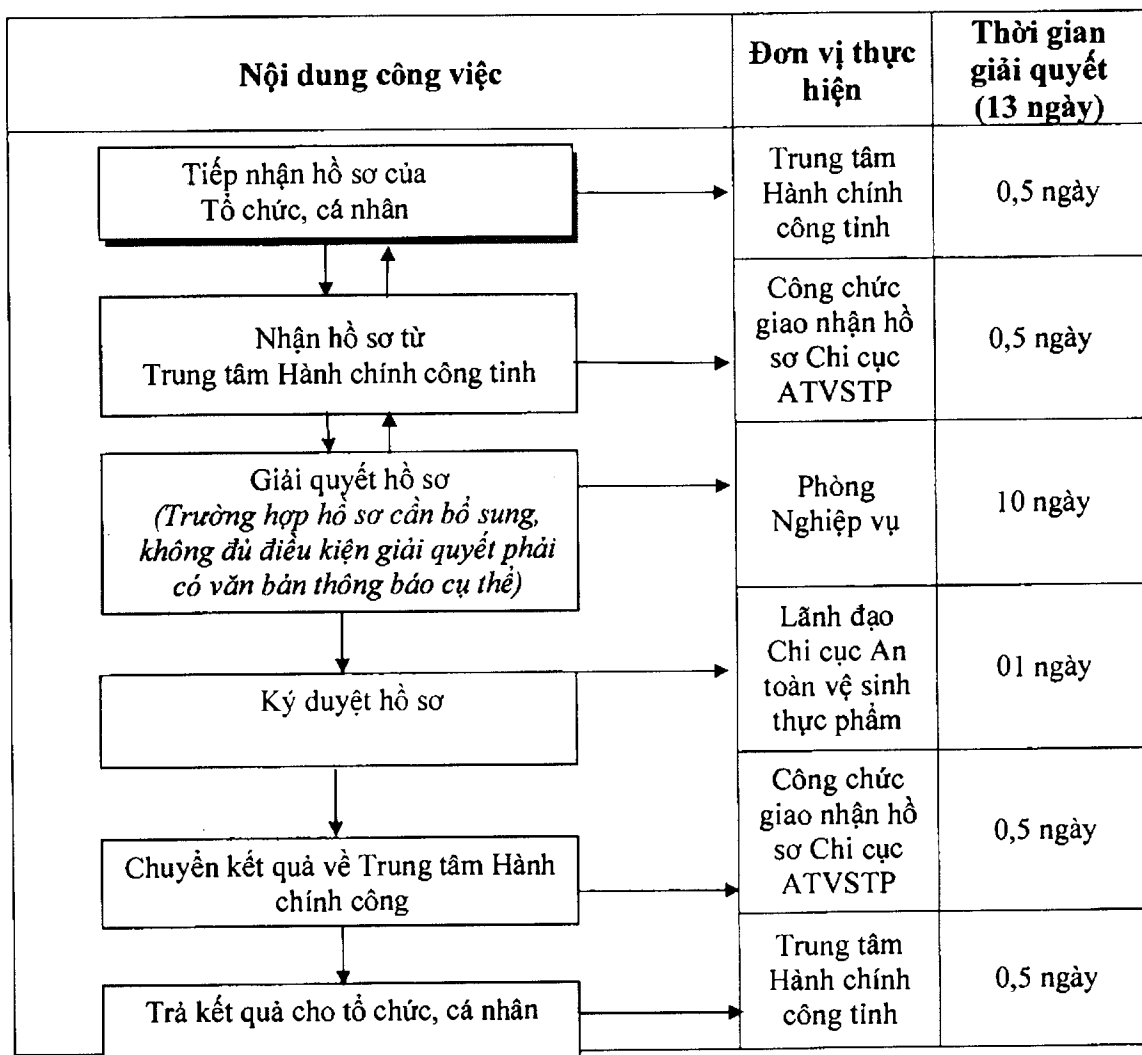 Nội dung công việc
Đơn vị thực
hiện
Thời gian
giải quyết
(13 ngày)
Tiếp nhận hồ sơ của
Tổ chức, cá nhân
Trung tâm
Hành chính
công tỉnh
0,5 ngày
Nhận hồ sơ từ
Trung tâm Hành chính công tỉnh
Công chức
giao nhận hồ
sơ Chi cục
ATVSTP
0,5 ngày
Giải quyết hồ sơ
(Trường hợp hồ sơ cần bổ sung,
không đủ điều kiện giải quyết phải
có văn bản thông báo cụ thể)
Phòng
Nghiệp vụ
10 ngày
Ký duyệt hồ sơ
Lãnh đạo
Chi cục An
toàn vệ sinh
thực phẩm
01 ngày
Chuyển kết quả về Trung tâm Hành
chính công
Công chức
giao nhận hồ
sơ Chi cục
ATVSTP
0,5 ngày
Trả kết quả cho tổ chức, cá nhân
Trung tâm
Hành chính
công tỉnh
0,5 ngày